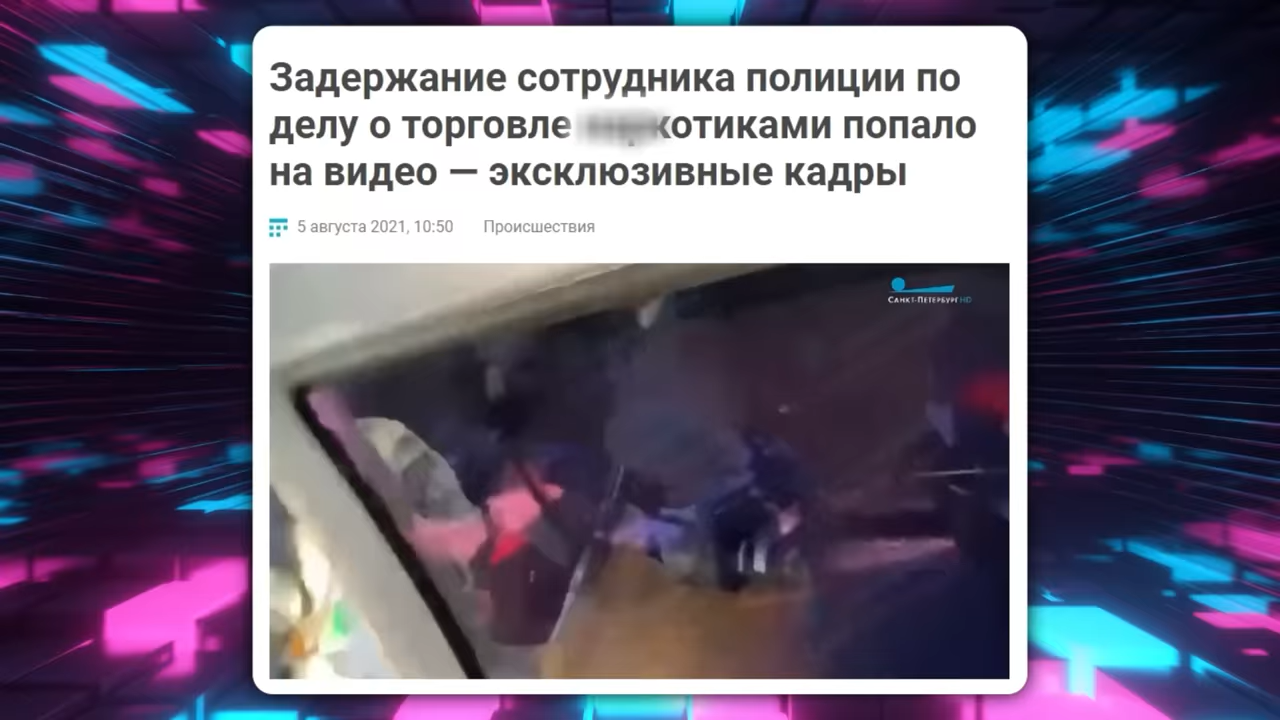 Задержание сотрудника полиции по
делу о торговле котиками попало
на видео — эксклюзивные кадры
5 августа 2021, 10:50 Происшествия
САНКТ-ПЕТЕРБУРГ HD